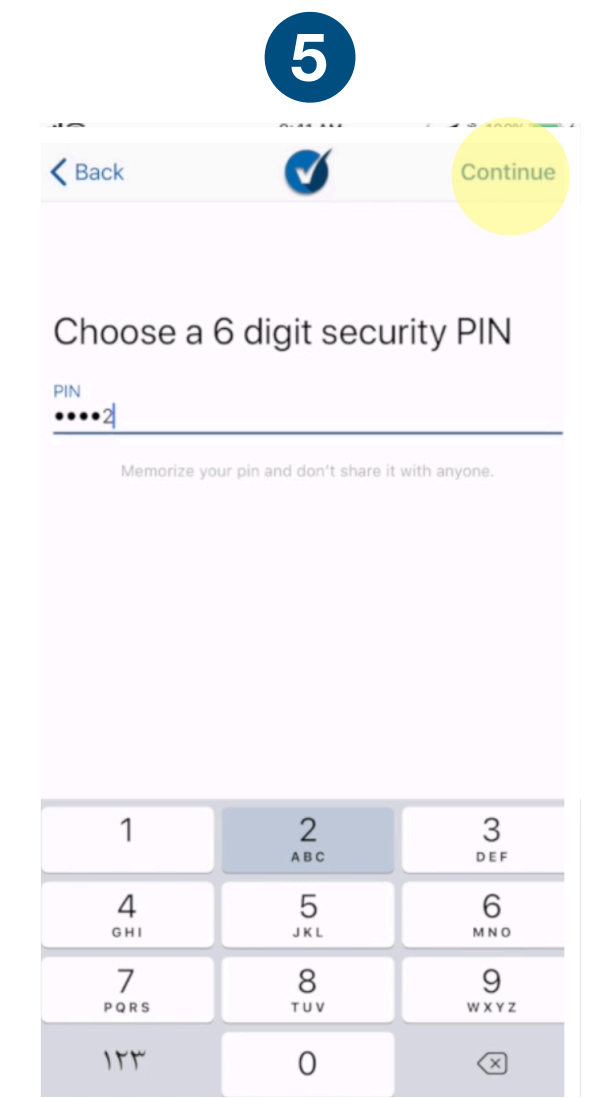 5
Back
Continue
Choose a 6 digit security PIN
PIN
••••2
Memorize your pin and don't share it with anyone.
1
2
3
ABC
DEF
4
5
6
GHI
JKL
MNO
7
8
9
PQRS
TUV
WXYZ
١٢٣
0